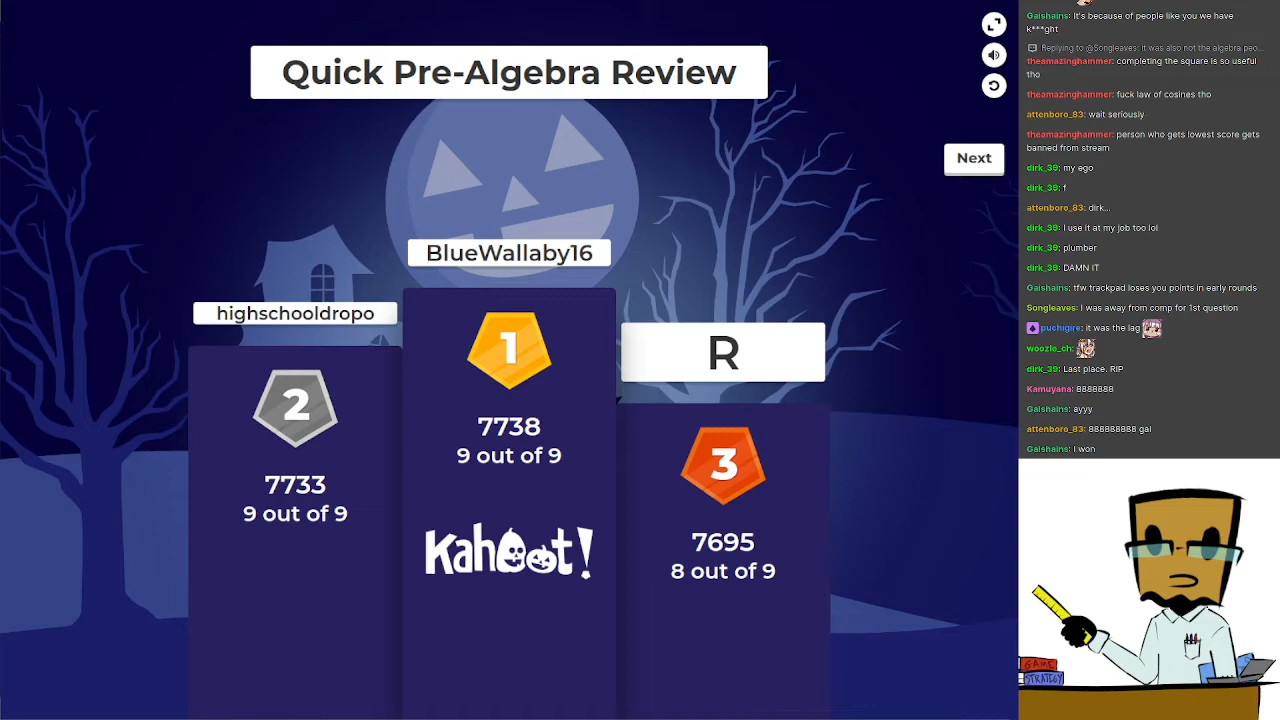 Quick Pre-Algebra Review
Next
BlueWallaby16
highschooldropo
R
1
2
3
7738
9 out of 9
7733
9 out of 9
7695
8 out of 9
Kahoot!
Gaishains: It's because of people like you we have
k***ght
Replying to @Songleaves: it was also not the algebra peo...
theamazinghammer: completing the square is so useful
tho
theamazinghammer: fuck law of cosines tho
attenboro_83: wait seriously
theamazinghammer: person who gets lowest score gets
banned from stream
dirk_39: my ego
dirk_39: f
attenboro_83: dirk...
dirk_39: I use it at my job too lol
dirk_39: plumber
dirk_39: DAMN IT
Gaishains: tfw trackpad loses you points in early rounds
Songleaves: I was away from comp for 1st question
puchigire: it was the lag
woozle_ch:
dirk_39: Last place. RIP
Kamuyana: 8888888
Gaishains: ayyy
attenboro_83: 888888888 gai
Gaishains: I won
GAME
STRATEGY